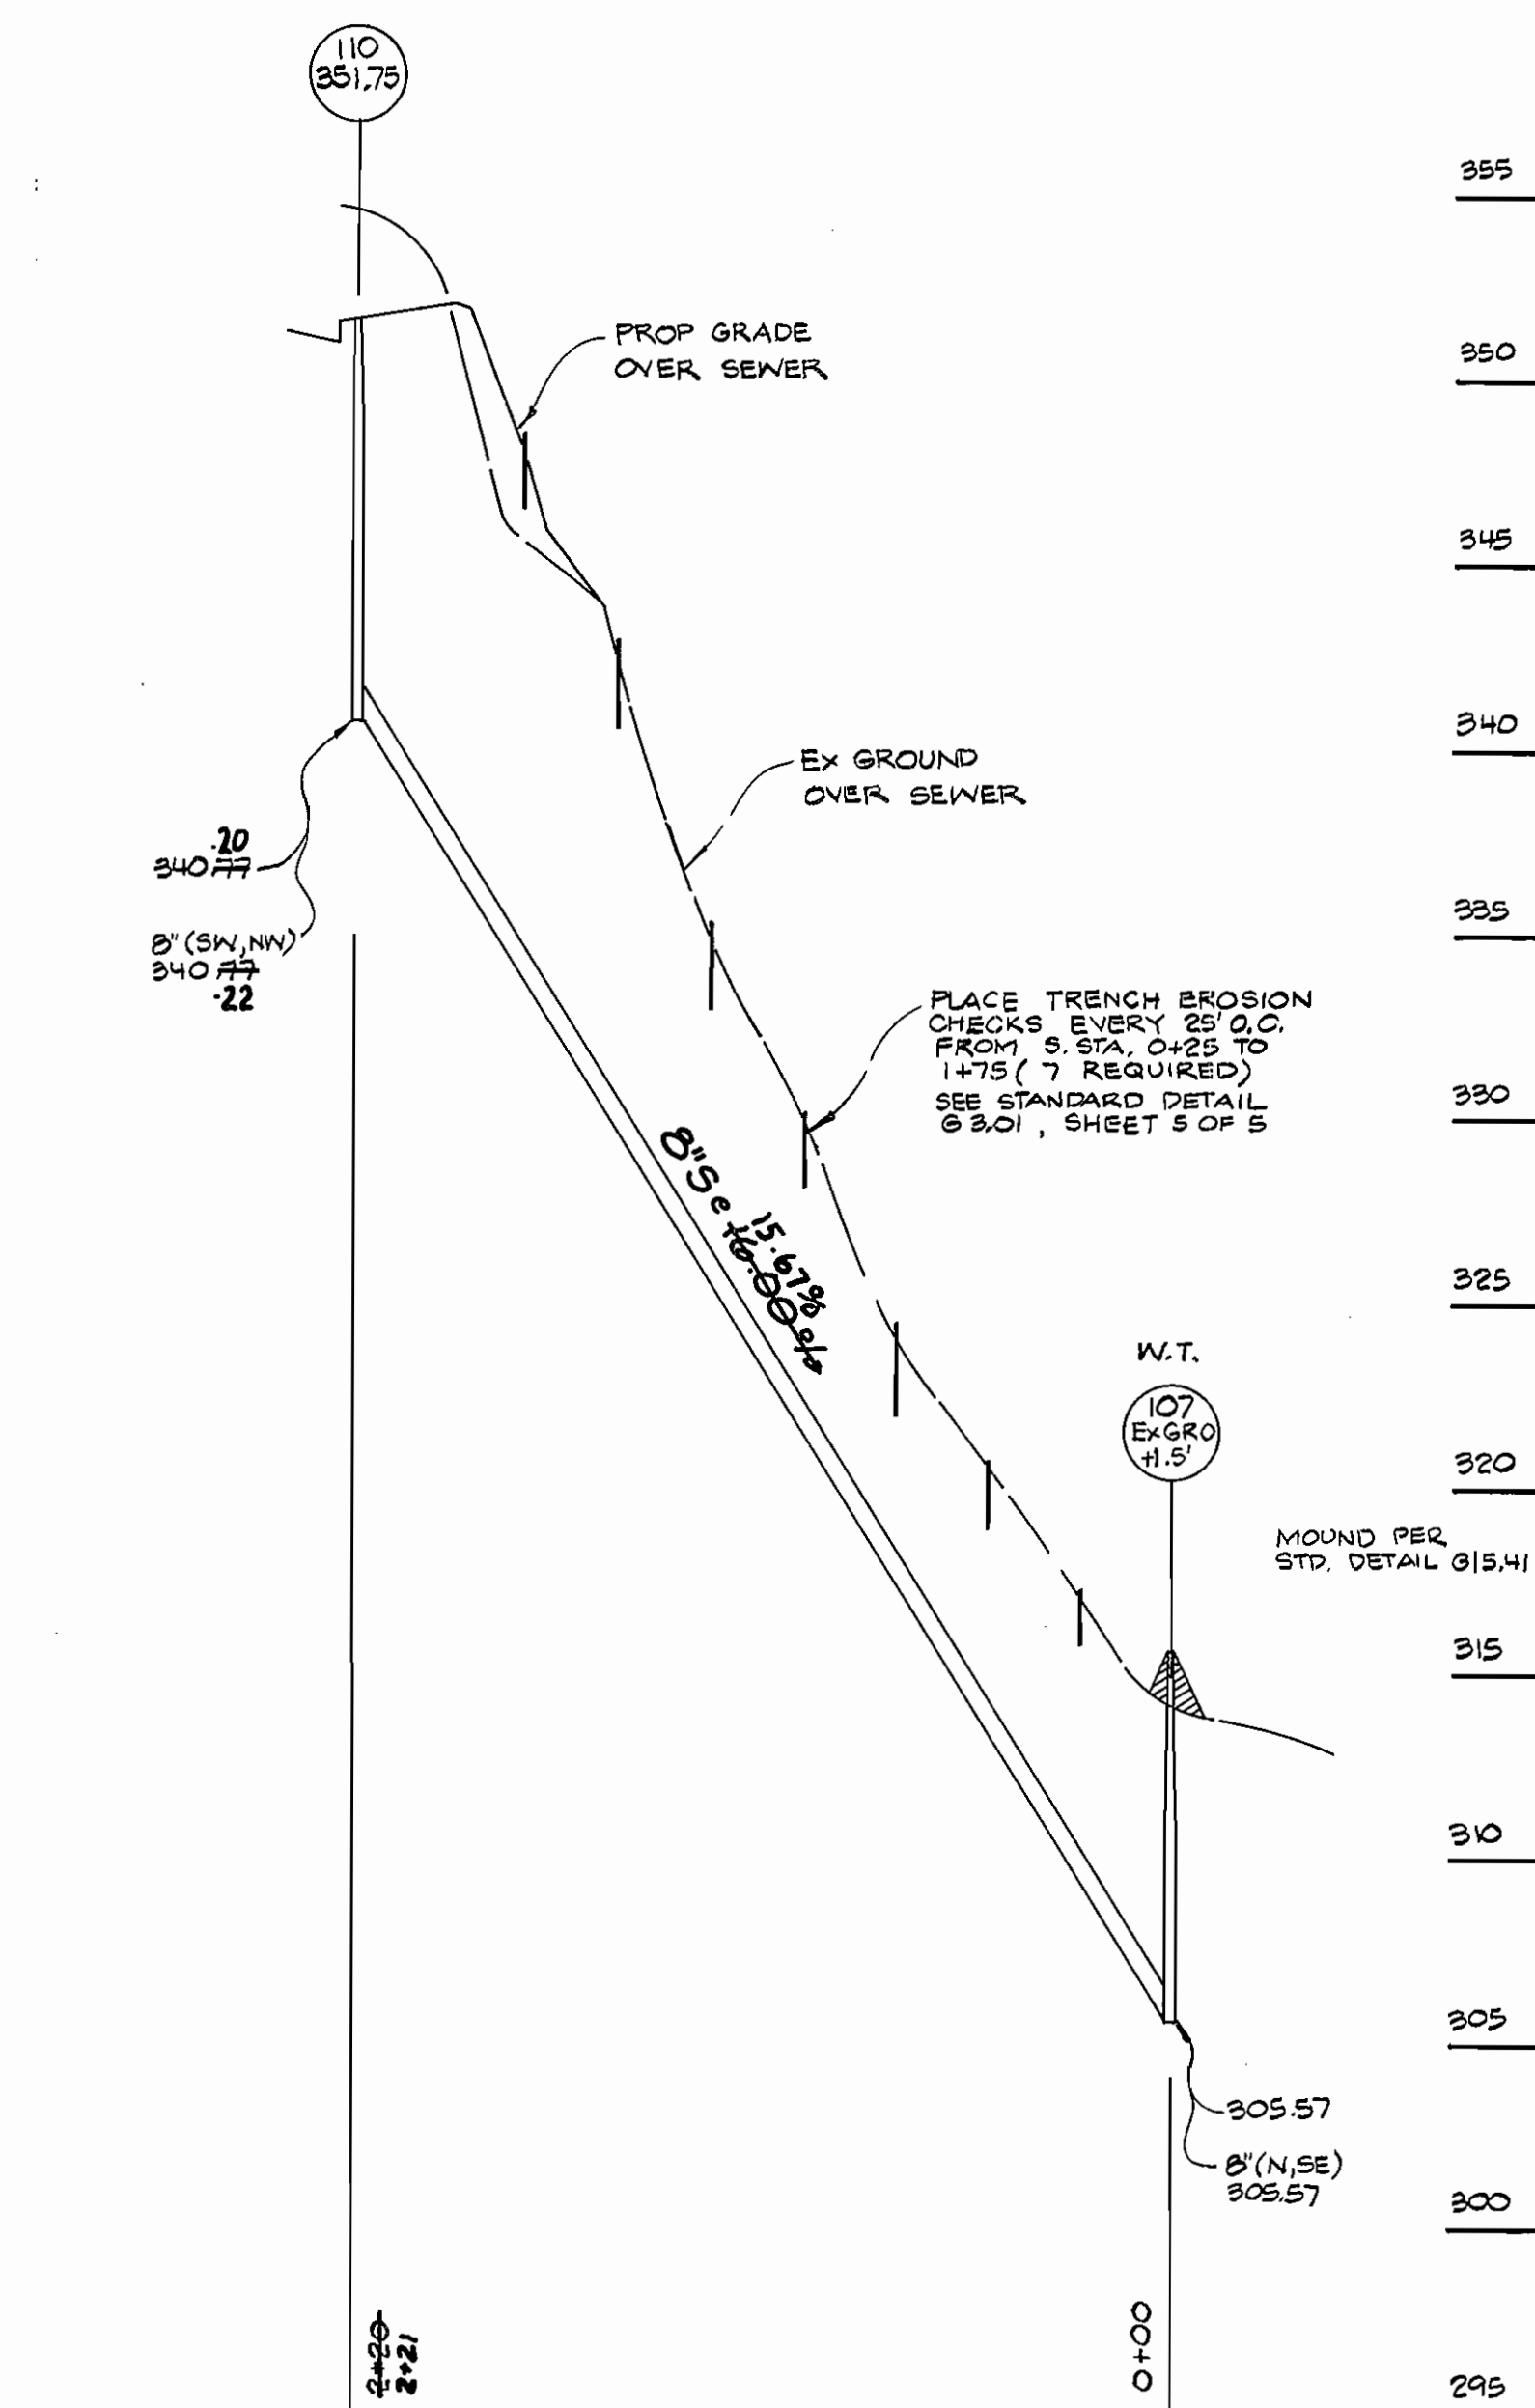 110
351.75
355
PROP GRADE
OVER SEWER
350
345
340
EX GROUND
OVER SEWER
.20
340.77
8"(SW,NW)
340.77
.22
335
PLACE TRENCH EROSION
CHECKS EVERY 25' O.C.
FROM S. STA. 0+25 TO
1+75 ( 7 REQUIRED)
SEE STANDARD DETAIL
G 3.01 , SHEET 5 OF 5
330
15.67%
8"S e 16.00 %
325
W.T.
107
EX GRO
+1.5'
320
MOUND PER
STD. DETAIL G15.41
315
310
305
305.57
8"(N,SE)
305.57
300
2+20
2+21
0+00
295